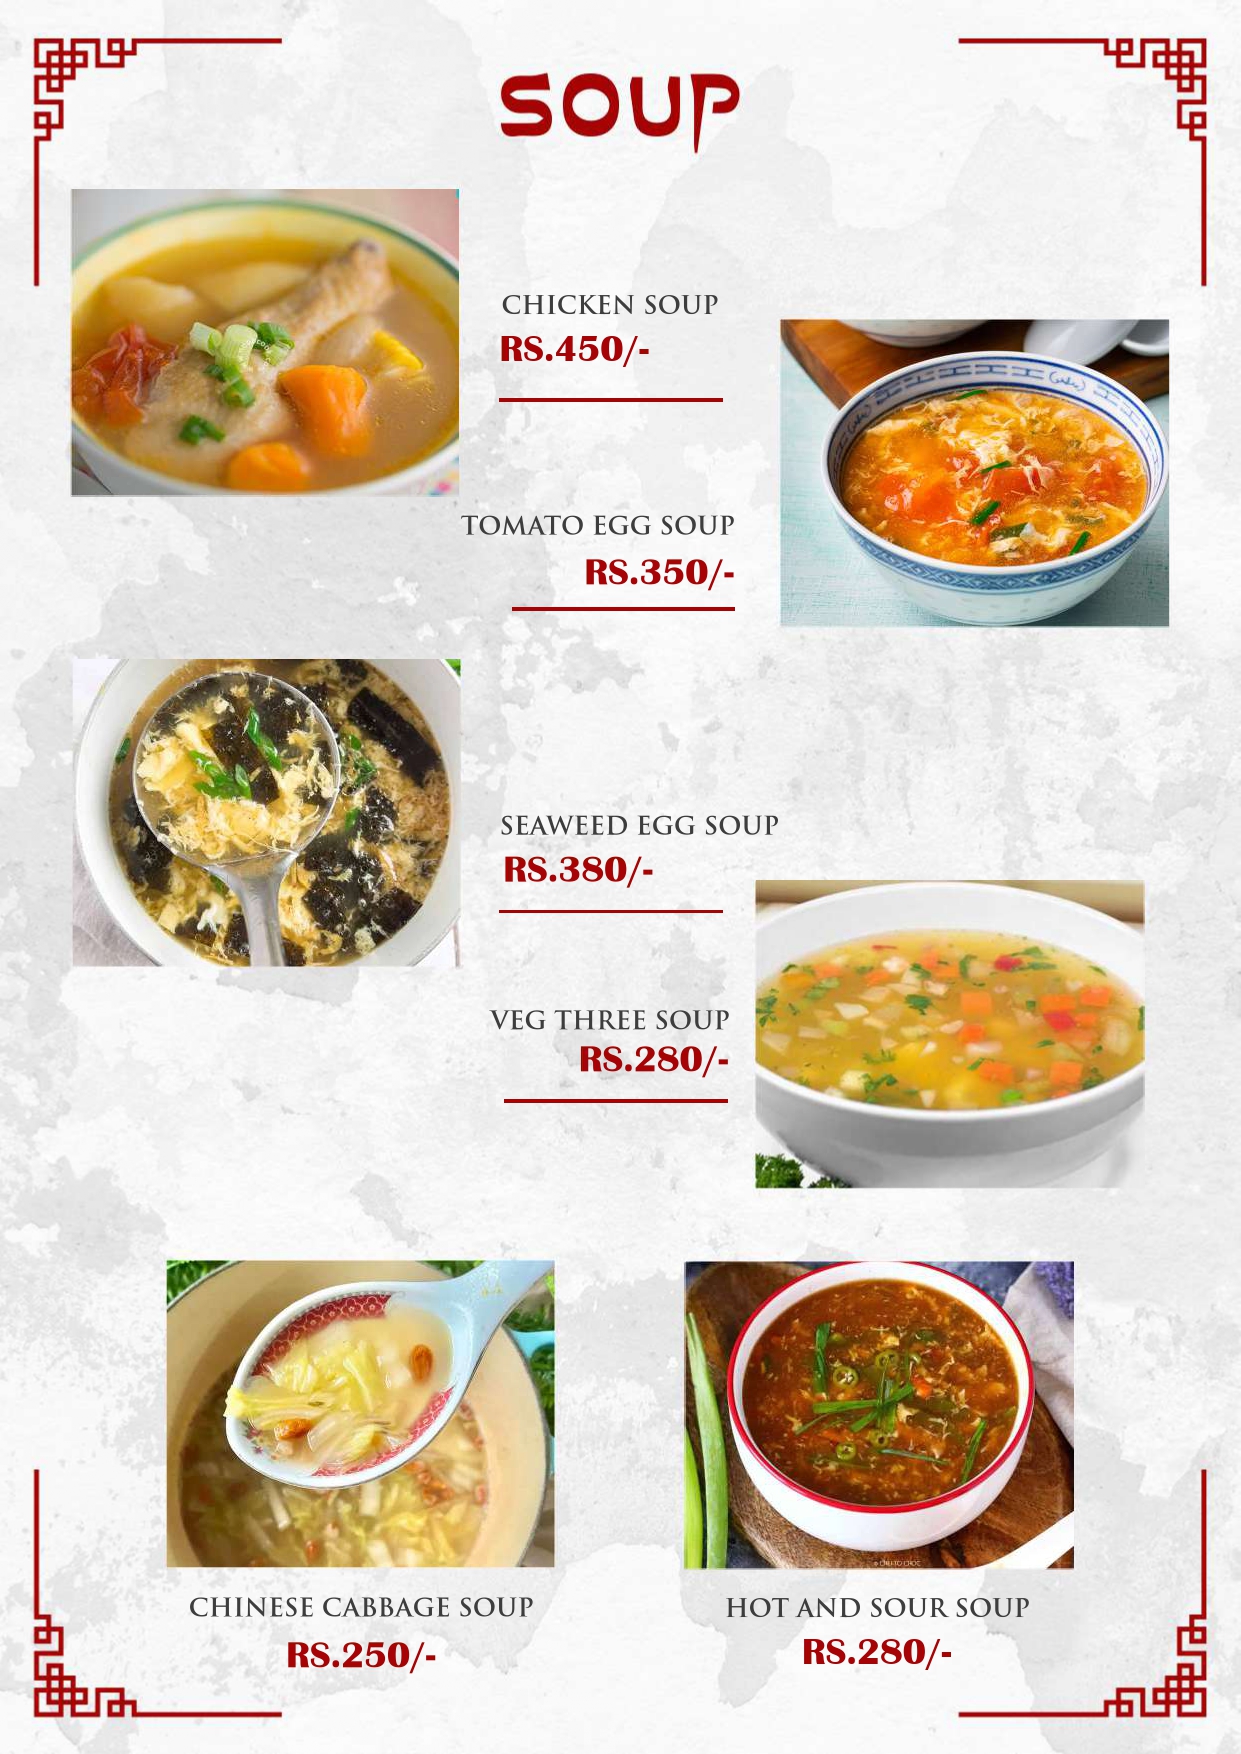 SOUP
CHICKEN SOUP
RS.450/-
TOMATO EGG SOUP
RS.350/-
SEAWEED EGG SOUP
RS.380/-
VEG THREE SOUP
RS.280/-
CHINESE CABBAGE SOUP
RS.250/-
HOT AND SOUR SOUP
RS.280/-